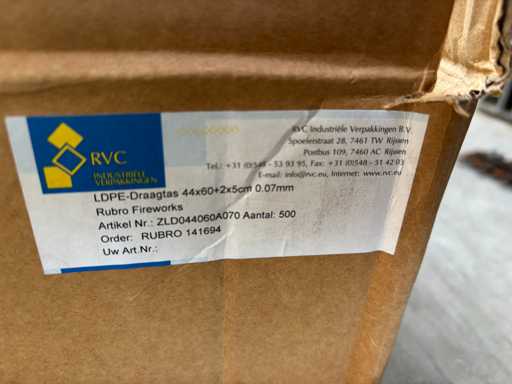 RVC
INDUSTRIËLE
VERPAKKINGEN
RVC Industriële Verpakkingen B.V.
Spoelerstraat 28, 7461 TW Rijssen
Postbus 109, 7460 AC Rijssen
Tel.: +31 (0)548 - 53 93 95, Fax: +31 (0)548 - 51 42 03
E-mail: info@rvc.eu, Internet: www.rvc.eu
LDPE-Draagtas 44x60+2x5cm 0.07mm
Rubro Fireworks
Artikel Nr.: ZLD044060A070 Aantal: 500
Order: RUBRO 141694
Uw Art.Nr.: